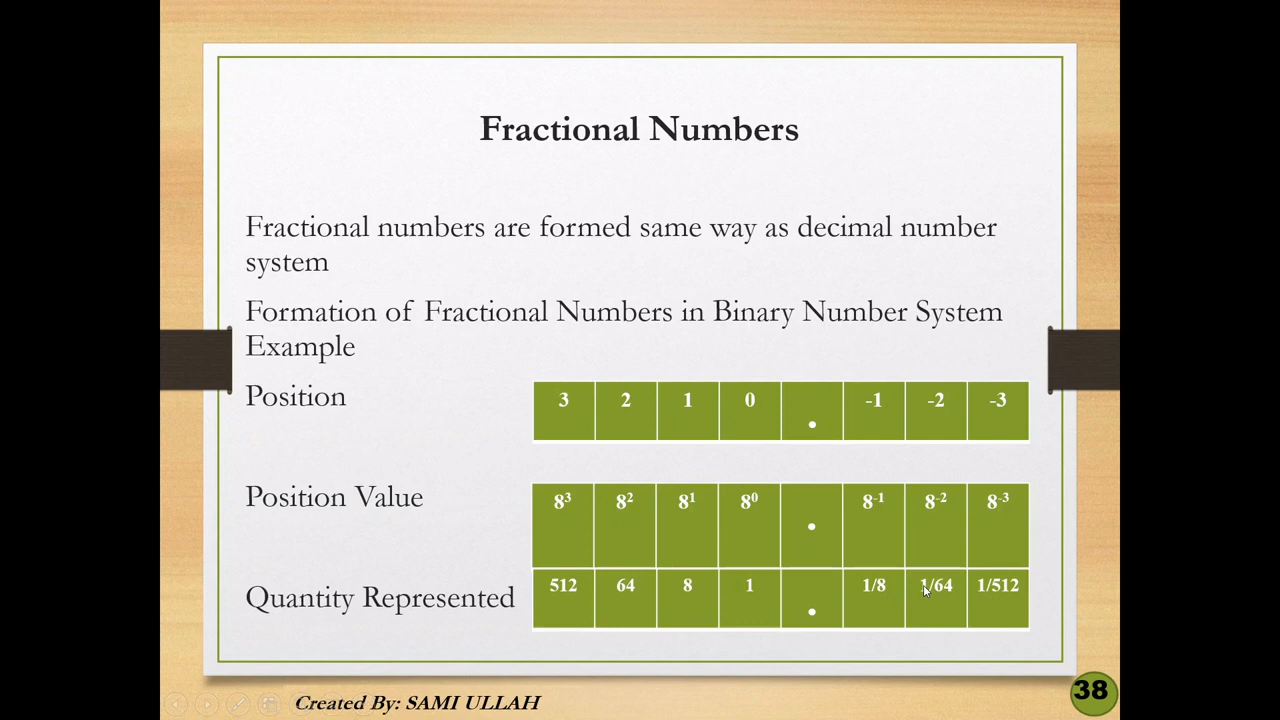 Fractional Numbers
Fractional numbers are formed same way as decimal number
system
Formation of Fractional Numbers in Binary Number System
Example
Position 3 2 1 0 . -1 -2 -3
Position Value 8³ 8² 8¹ 8⁰ . 8⁻¹ 8⁻² 8⁻³
Quantity Represented 512 64 8 1 . 1/8 1/64 1/512
Created By: SAMI ULLAH
38